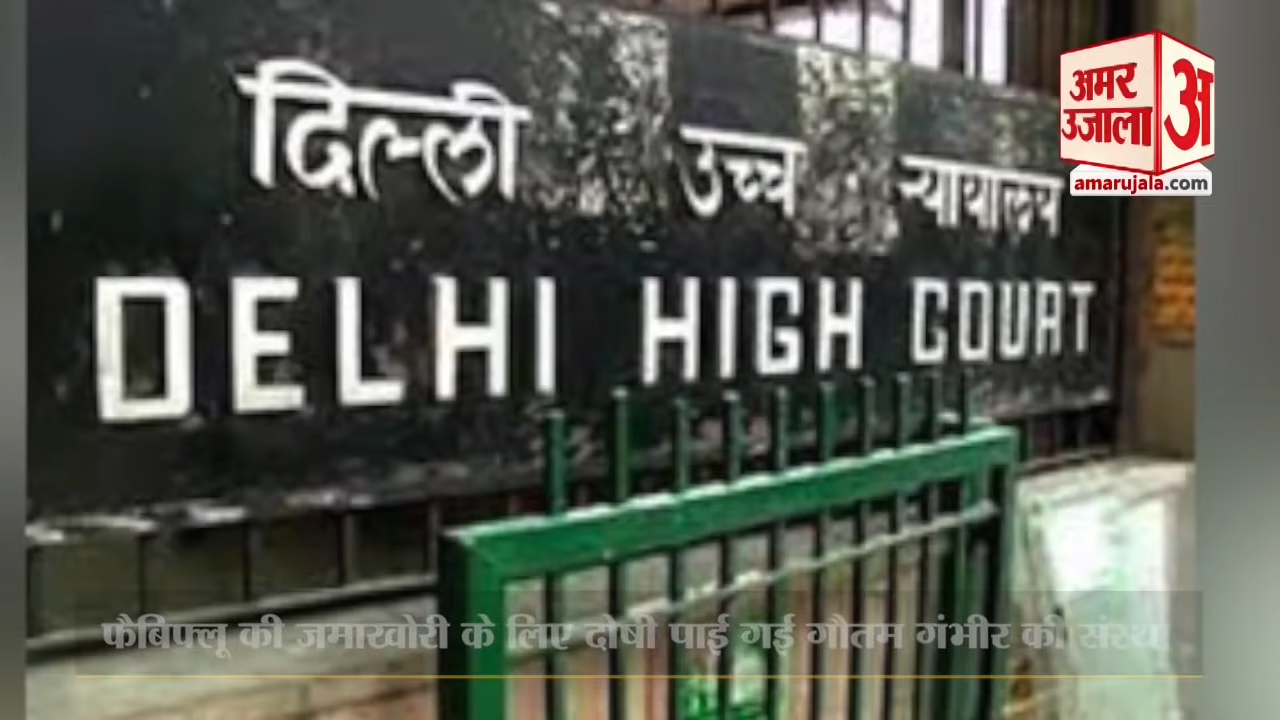 दिल्ली उच्च न्यायालय
DELHI HIGH COURT
अमर
उजाला
अ
amarujala.com
फैबिफ्लू की जमाखोरी के लिए दोषी पाई गई गौतम गंभीर की